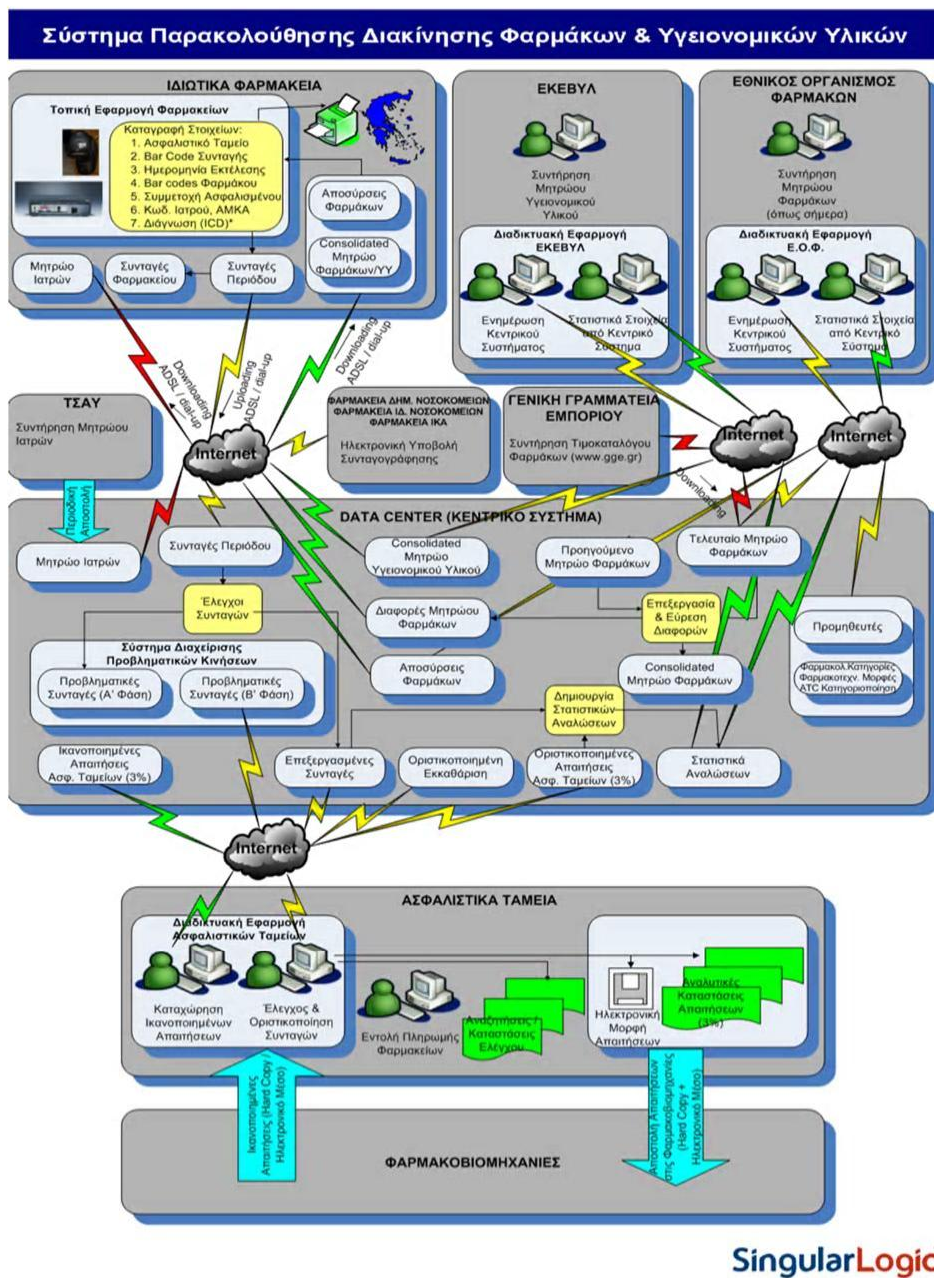 Σύστημα Παρακολούθησης Διακίνησης Φαρμάκων & Υγειονομικών Υλικών
ΙΔΙΩΤΙΚΑ ΦΑΡΜΑΚΕΙΑ
Τοπική Εφαρμογή Φαρμακείων
Καταγραφή Στοιχείων:
1. Ασφαλιστικό Ταμείο
2. Bar Code Συνταγής
3. Ημερομηνία Εκτέλεσης
4. Bar codes Φαρμάκου
5. Συμμετοχή Ασφαλισμένου
6. Κωδ. Ιατρού, ΑΜΚΑ
7. Διάγνωση (ICD)*
Αποσύρσεις
Φαρμάκων
Consolidated
Μητρώο
Φαρμάκων/ΥΥ
Μητρώο
Ιατρών
Συνταγές
Φαρμακείου
Συνταγές
Περιόδου
ΕΚΕΒΥΛ
Συντήρηση
Μητρώου
Υγειονομικού
Υλικού
Διαδικτυακή Εφαρμογή
ΕΚΕΒΥΛ
Ενημέρωση
Κεντρικού
Συστήματος
Στατιστικά Στοιχεία
από Κεντρικό
Σύστημα
ΕΘΝΙΚΟΣ ΟΡΓΑΝΙΣΜΟΣ
ΦΑΡΜΑΚΩΝ
Συντήρηση
Μητρώου
Φαρμάκων
(όπως σήμερα)
Διαδικτυακή Εφαρμογή
Ε.Ο.Φ.
Ενημέρωση
Κεντρικού
Συστήματος
Στατιστικά Στοιχεία
από Κεντρικό
Σύστημα
Downloading
ADSL / dial-up
Uploading
ADSL / dial-up
Downloading
ADSL / dial-up
ΤΣΑΥ
Συντήρηση Μητρώου
Ιατρών
Internet
ΦΑΡΜΑΚΕΙΑ ΔΗΜ. ΝΟΣΟΚΟΜΕΙΩΝ
ΦΑΡΜΑΚΕΙΑ ΙΔ. ΝΟΣΟΚΟΜΕΙΩΝ
ΦΑΡΜΑΚΕΙΑ ΙΚΑ
Ηλεκτρονική Υποβολή
Συνταγογράφησης
ΓΕΝΙΚΗ ΓΡΑΜΜΑΤΕΙΑ
ΕΜΠΟΡΙΟΥ
Συντήρηση Τιμοκαταλόγου
Φαρμάκων (www.gge.gr)
Internet
Internet
Downloading
Περιοδική
Αποστολή
DATA CENTER (ΚΕΝΤΡΙΚΟ ΣΥΣΤΗΜΑ)
Μητρώο Ιατρών
Συνταγές Περιόδου
Consolidated
Μητρώο
Υγειονομικού Υλικού
Προηγούμενο
Μητρώο Φαρμάκων
Τελευταίο Μητρώο
Φαρμάκων
Έλεγχοι
Συνταγών
Διαφορές Μητρώου
Φαρμάκων
Επεξεργασία
& Εύρεση
Διαφορών
Προμηθευτές
Σύστημα Διαχείρισης
Προβληματικών Κινήσεων
Προβληματικές
Συνταγές (Α' Φάση)
Προβληματικές
Συνταγές (Β' Φάση)
Αποσύρσεις
Φαρμάκων
Consolidated
Μητρώο Φαρμάκων
Φαρμακολ.Κατηγορίες
Φαρμακοτεχν. Μορφές
ATC Κατηγοριοποίηση
Δημιουργία
Στατιστικών
Αναλύσεων
Ικανοποιημένες
Απαιτήσεις
Ασφ. Ταμείων (3%)
Επεξεργασμένες
Συνταγές
Οριστικοποιημένη
Εκκαθάριση
Οριστικοποιημένες
Απαιτήσεις
Ασφ. Ταμείων (3%)
Στατιστικά
Αναλύσεων
Internet
ΑΣΦΑΛΙΣΤΙΚΑ ΤΑΜΕΙΑ
Διαδικτυακή Εφαρμογή
Ασφαλιστικών Ταμείων
Καταχώρηση
Ικανοποιημένων
Απαιτήσεων
Έλεγχος &
Οριστικοποίηση
Συνταγών
Εντολή Πληρωμής
Φαρμακείων
Αναζητήσεις /
Καταστάσεις
Ελέγχου
Ηλεκτρονική
Μορφή
Απαιτήσεων
Αναλυτικές
Καταστάσεις
Απαιτήσεων
(3%)
Ικανοποιημένες
Απαιτήσεις (Hard Copy /
Ηλεκτρονικό Μέσο)
Αποστολή Απαιτήσεων
στις Φαρμακοβιομηχανίες
(Hard Copy +
Ηλεκτρονικό Μέσο)
ΦΑΡΜΑΚΟΒΙΟΜΗΧΑΝΙΕΣ
SingularLogic